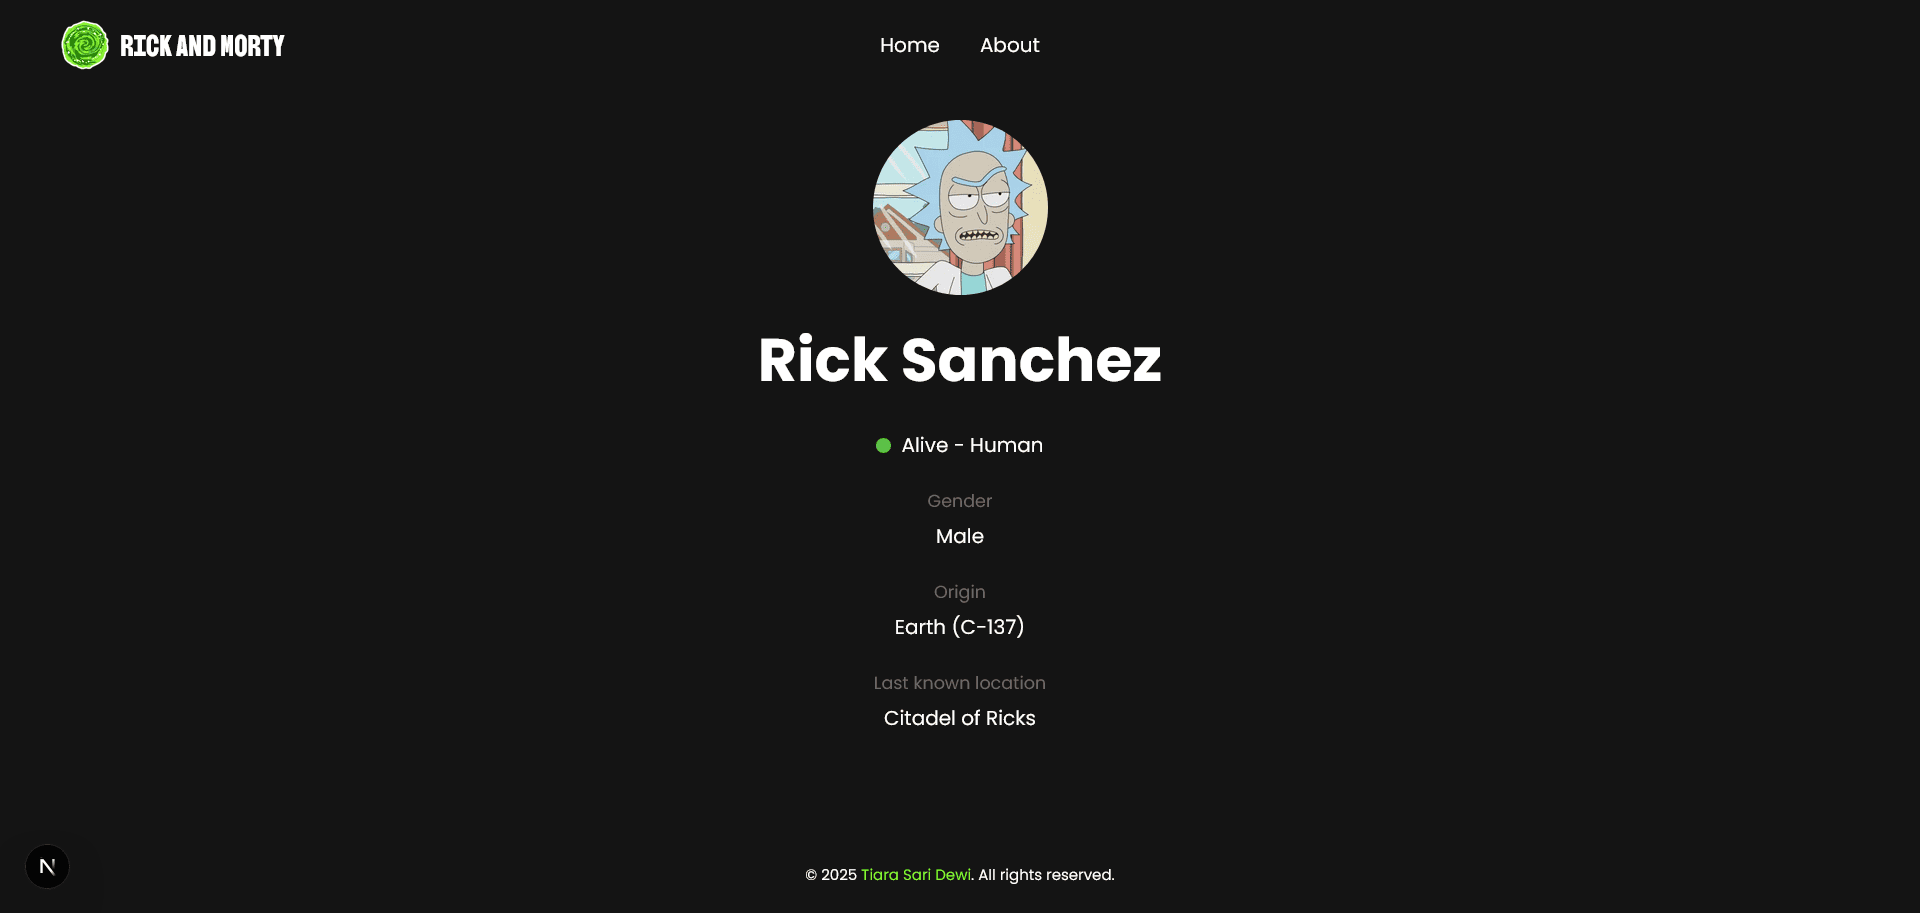 RICK AND MORTY
Home
About
Rick Sanchez
Alive - Human
Gender
Male
Origin
Earth (C-137)
Last known location
Citadel of Ricks
N
© 2025 Tiara Sari Dewi. All rights reserved.